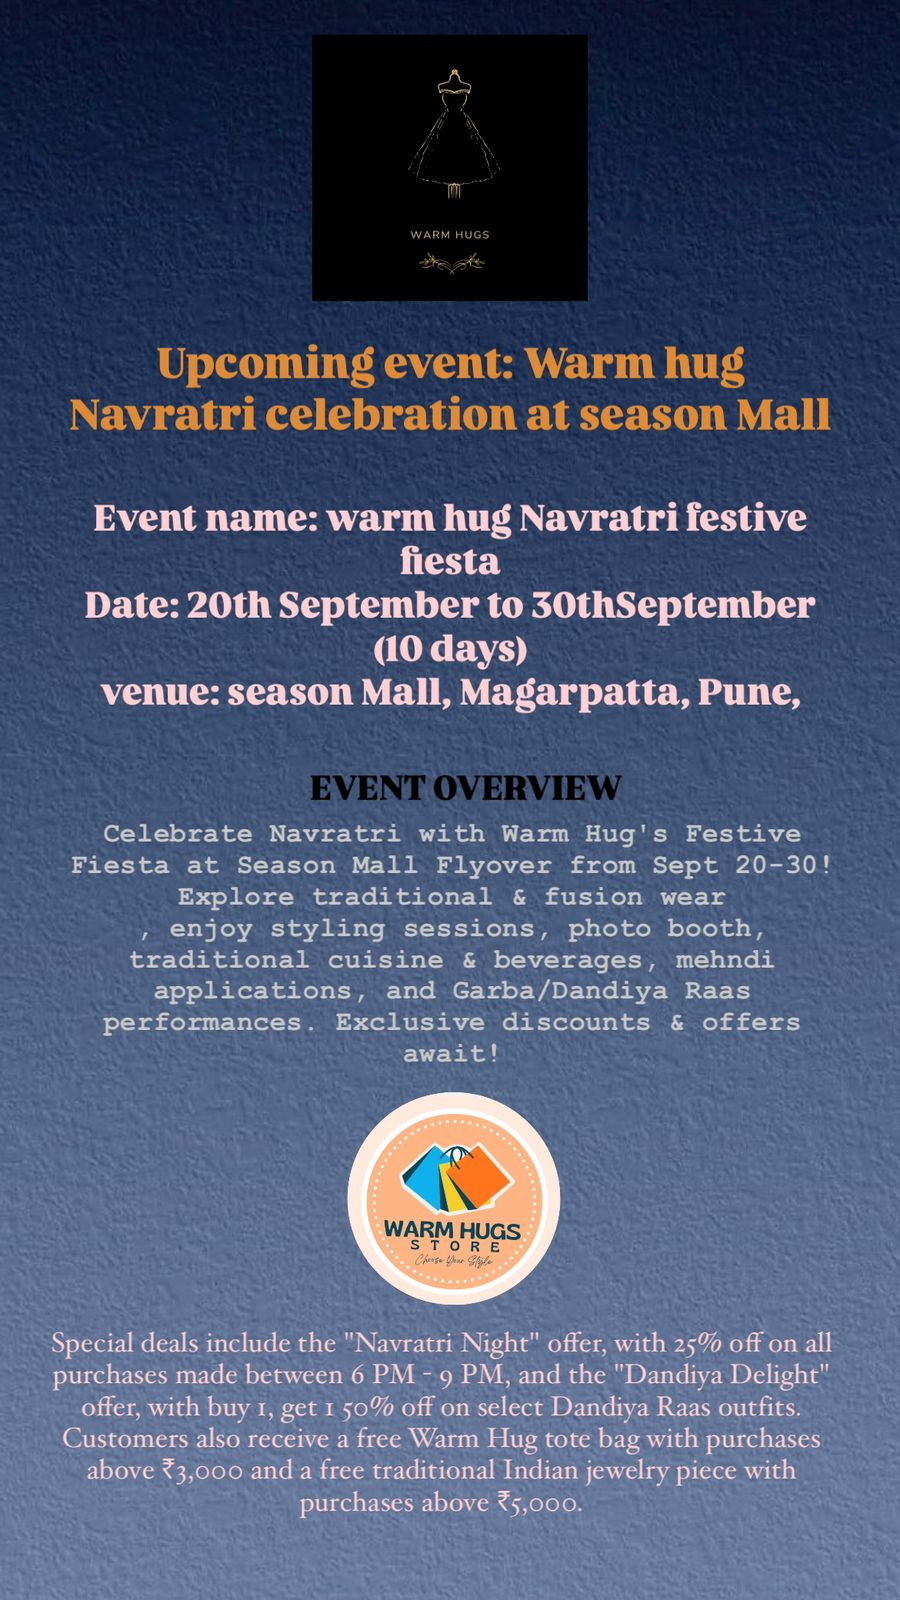 WARM HUGS
Upcoming event: Warm hug
Navratri celebration at season Mall
Event name: warm hug Navratri festive
fiesta
Date: 20th September to 30thSeptember
(10 days)
venue: season Mall, Magarpatta, Pune,
EVENT OVERVIEW
Celebrate Navratri with Warm Hug's Festive
Fiesta at Season Mall Flyover from Sept 20-30!
Explore traditional & fusion wear
, enjoy styling sessions, photo booth,
traditional cuisine & beverages, mehndi
applications, and Garba/Dandiya Raas
performances. Exclusive discounts & offers
await!
WARM HUGS
STORE
Choose Your Style
Special deals include the "Navratri Night" offer, with 25% off on all
purchases made between 6 PM - 9 PM, and the "Dandiya Delight"
offer, with buy 1, get 1 50% off on select Dandiya Raas outfits.
Customers also receive a free Warm Hug tote bag with purchases
above ₹3,000 and a free traditional Indian jewelry piece with
purchases above ₹5,000.